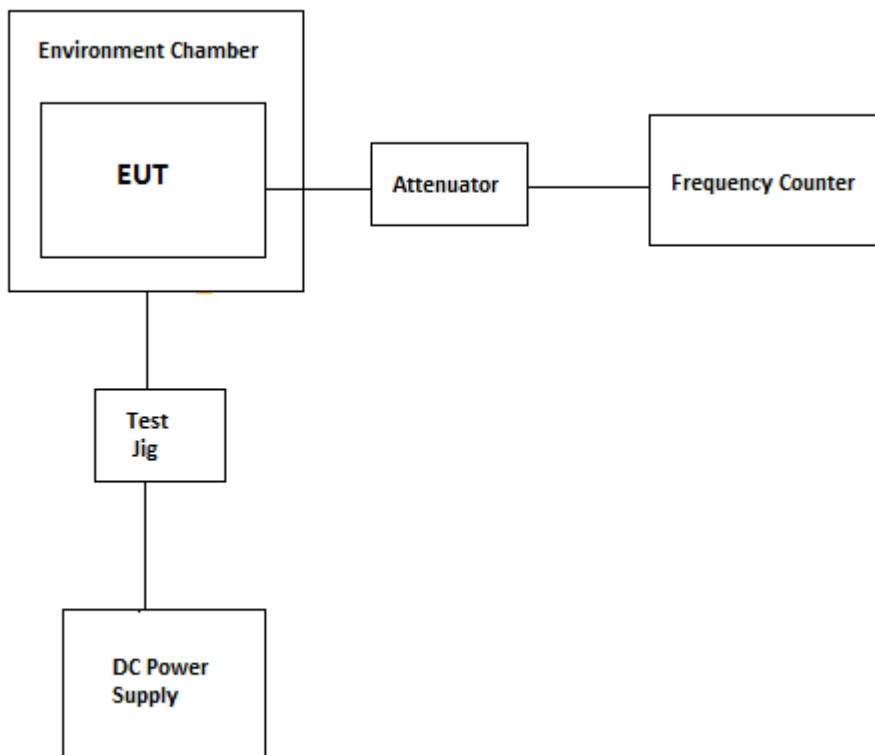 Environment Chamber
EUT
Attenuator
Frequency Counter
Test
Jig
DC Power
Supply